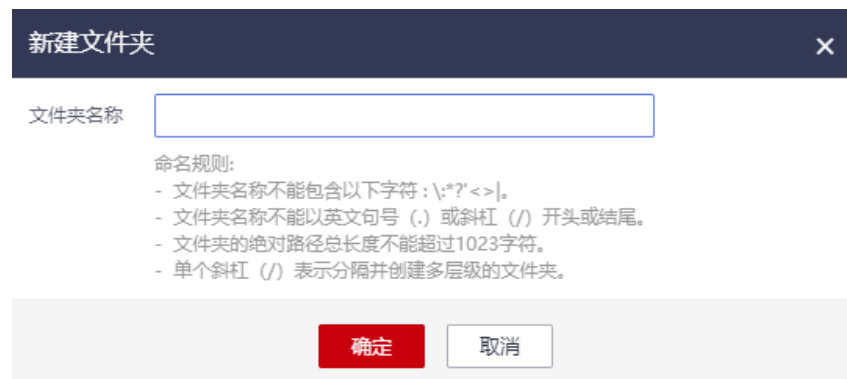 新建文件夹 ×
文件夹名称
命名规则:
- 文件夹名称不能包含以下字符 : \:*?'<>|。
- 文件夹名称不能以英文句号（.）或斜杠（/）开头或结尾。
- 文件夹的绝对路径总长度不能超过1023字符。
- 单个斜杠（/）表示分隔并创建多层级的文件夹。
确定 取消